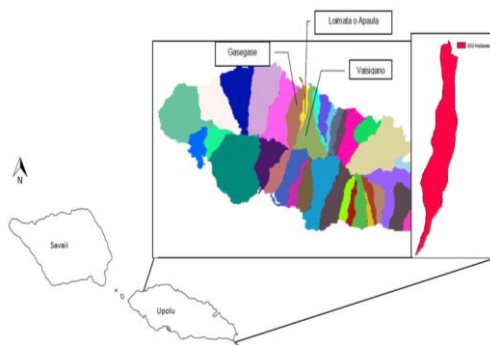 Loimata o Apaula
Gasegase
Vaisigano
N
Savaii
Upolu